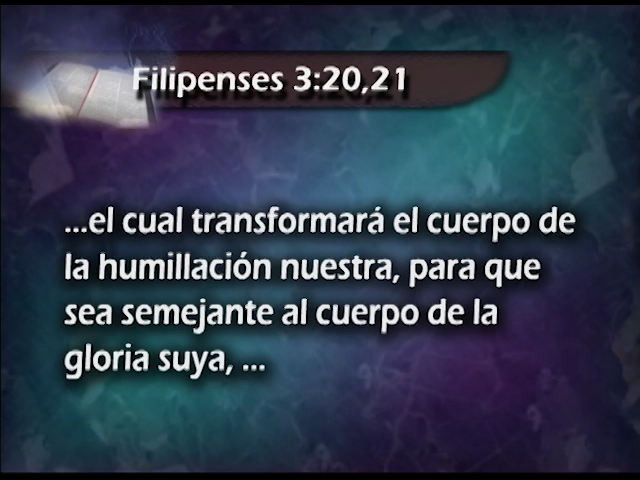 Filipenses 3:20,21
...el cual transformará el cuerpo de
la humillación nuestra, para que
sea semejante al cuerpo de la
gloria suya, ...